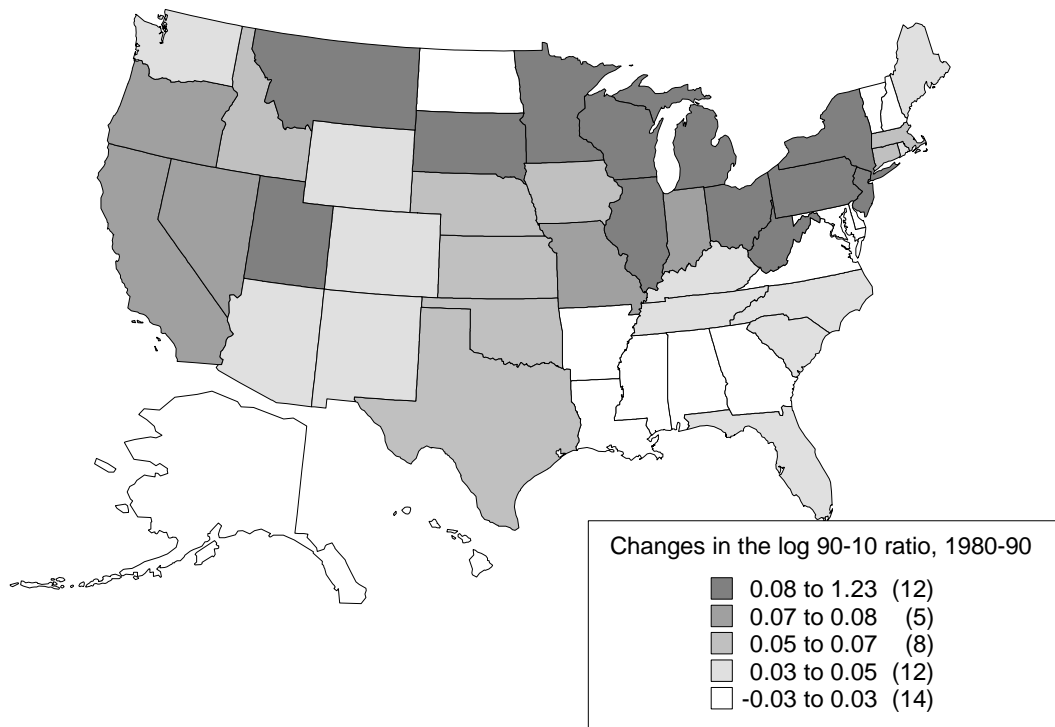 Changes in the log 90-10 ratio, 1980-90
0.08 to 1.23 (12)
0.07 to 0.08 (5)
0.05 to 0.07 (8)
0.03 to 0.05 (12)
-0.03 to 0.03 (14)